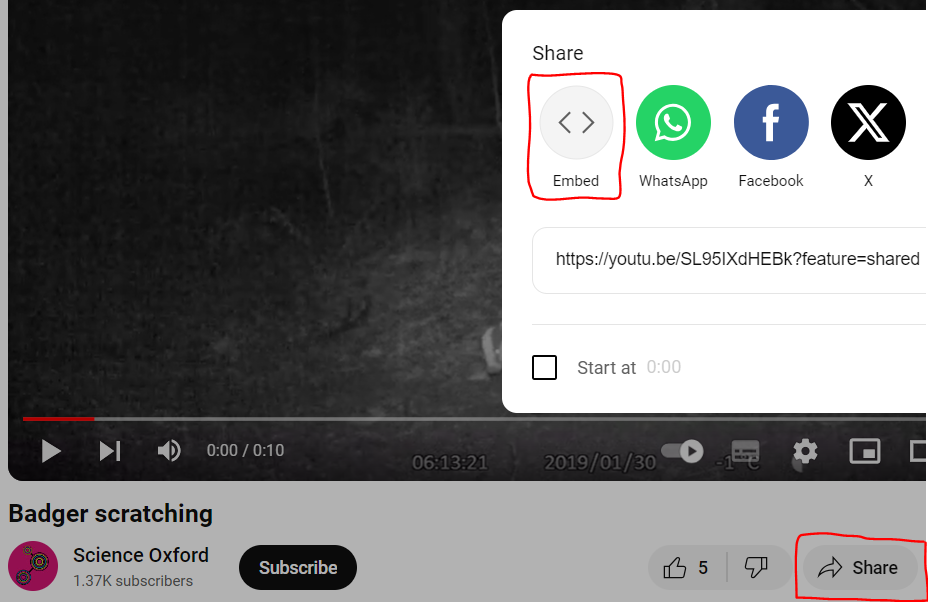 Share
Embed
WhatsApp
Facebook
X
https://youtu.be/SL95IXdHEBk?feature=shared
Start at 0:00
0:00 / 0:10
06:13:21 2019/01/30 -1°C
Badger scratching
Science Oxford
1.37K subscribers
Subscribe
5
Share